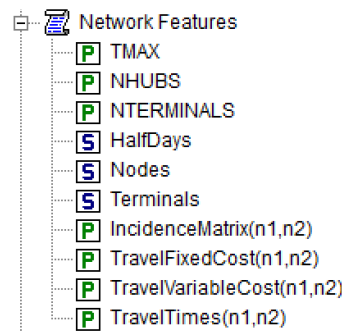 Network Features
P TMAX
P NHUBS
P NTERMINALS
S HalfDays
S Nodes
S Terminals
P IncidenceMatrix(n1,n2)
P TravelFixedCost(n1,n2)
P TravelVariableCost(n1,n2)
P TravelTimes(n1,n2)